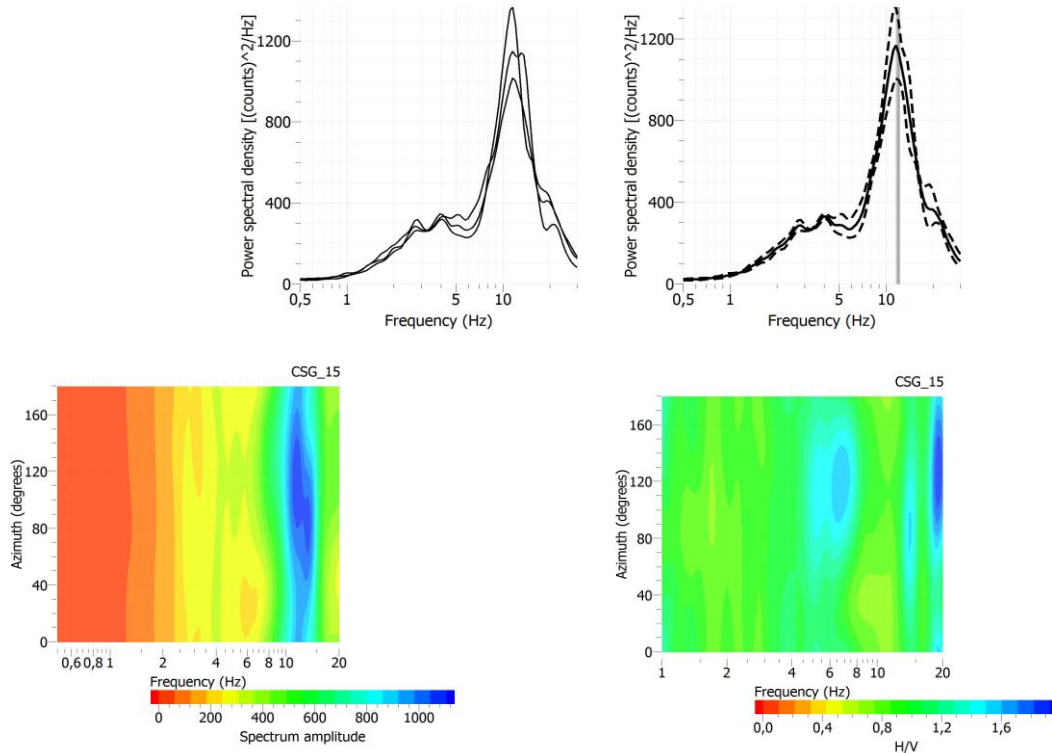 Power spectral density [(counts)^2/Hz]
1200
800
400
0
0,5 1 5 10
Frequency (Hz)
Power spectral density [(counts)^2/Hz]
1200
800
400
0
0,5 1 5 10
Frequency (Hz)
CSG_15
Azimuth (degrees)
160
120
80
40
0
0,6 0,8 1 2 4 6 8 10 20
Frequency (Hz)
0 200 400 600 800 1000
Spectrum amplitude
CSG_15
Azimuth (degrees)
160
120
80
40
0
1 2 4 6 8 10 20
Frequency (Hz)
0,0 0,4 0,8 1,2 1,6
H/V